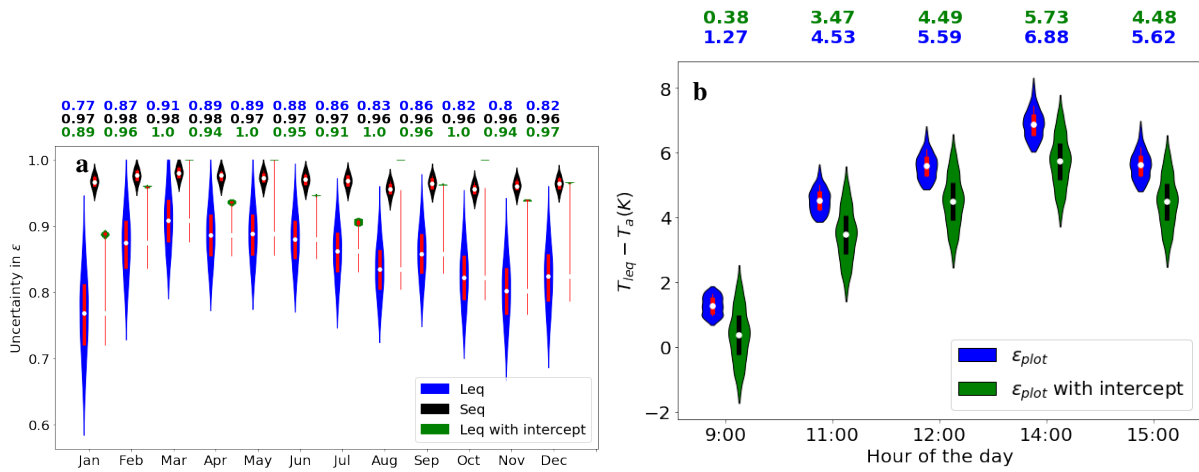 0.77 0.87 0.91 0.89 0.89 0.88 0.86 0.83 0.86 0.82 0.8 0.82
0.97 0.98 0.98 0.98 0.97 0.97 0.97 0.96 0.96 0.96 0.96 0.96
0.89 0.96 1.0 0.94 1.0 0.95 0.91 1.0 0.96 1.0 0.94 0.97
a
Uncertainty in ε
1.0
0.9
0.8
0.7
0.6
Leq
Seq
Leq with intercept
Jan Feb Mar Apr May Jun Jul Aug Sep Oct Nov Dec
0.38 3.47 4.49 5.73 4.48
1.27 4.53 5.59 6.88 5.62
b
T_leq − T_a(K)
8
6
4
2
0
−2
ε_plot
ε_plot with intercept
9:00 11:00 12:00 14:00 15:00
Hour of the day